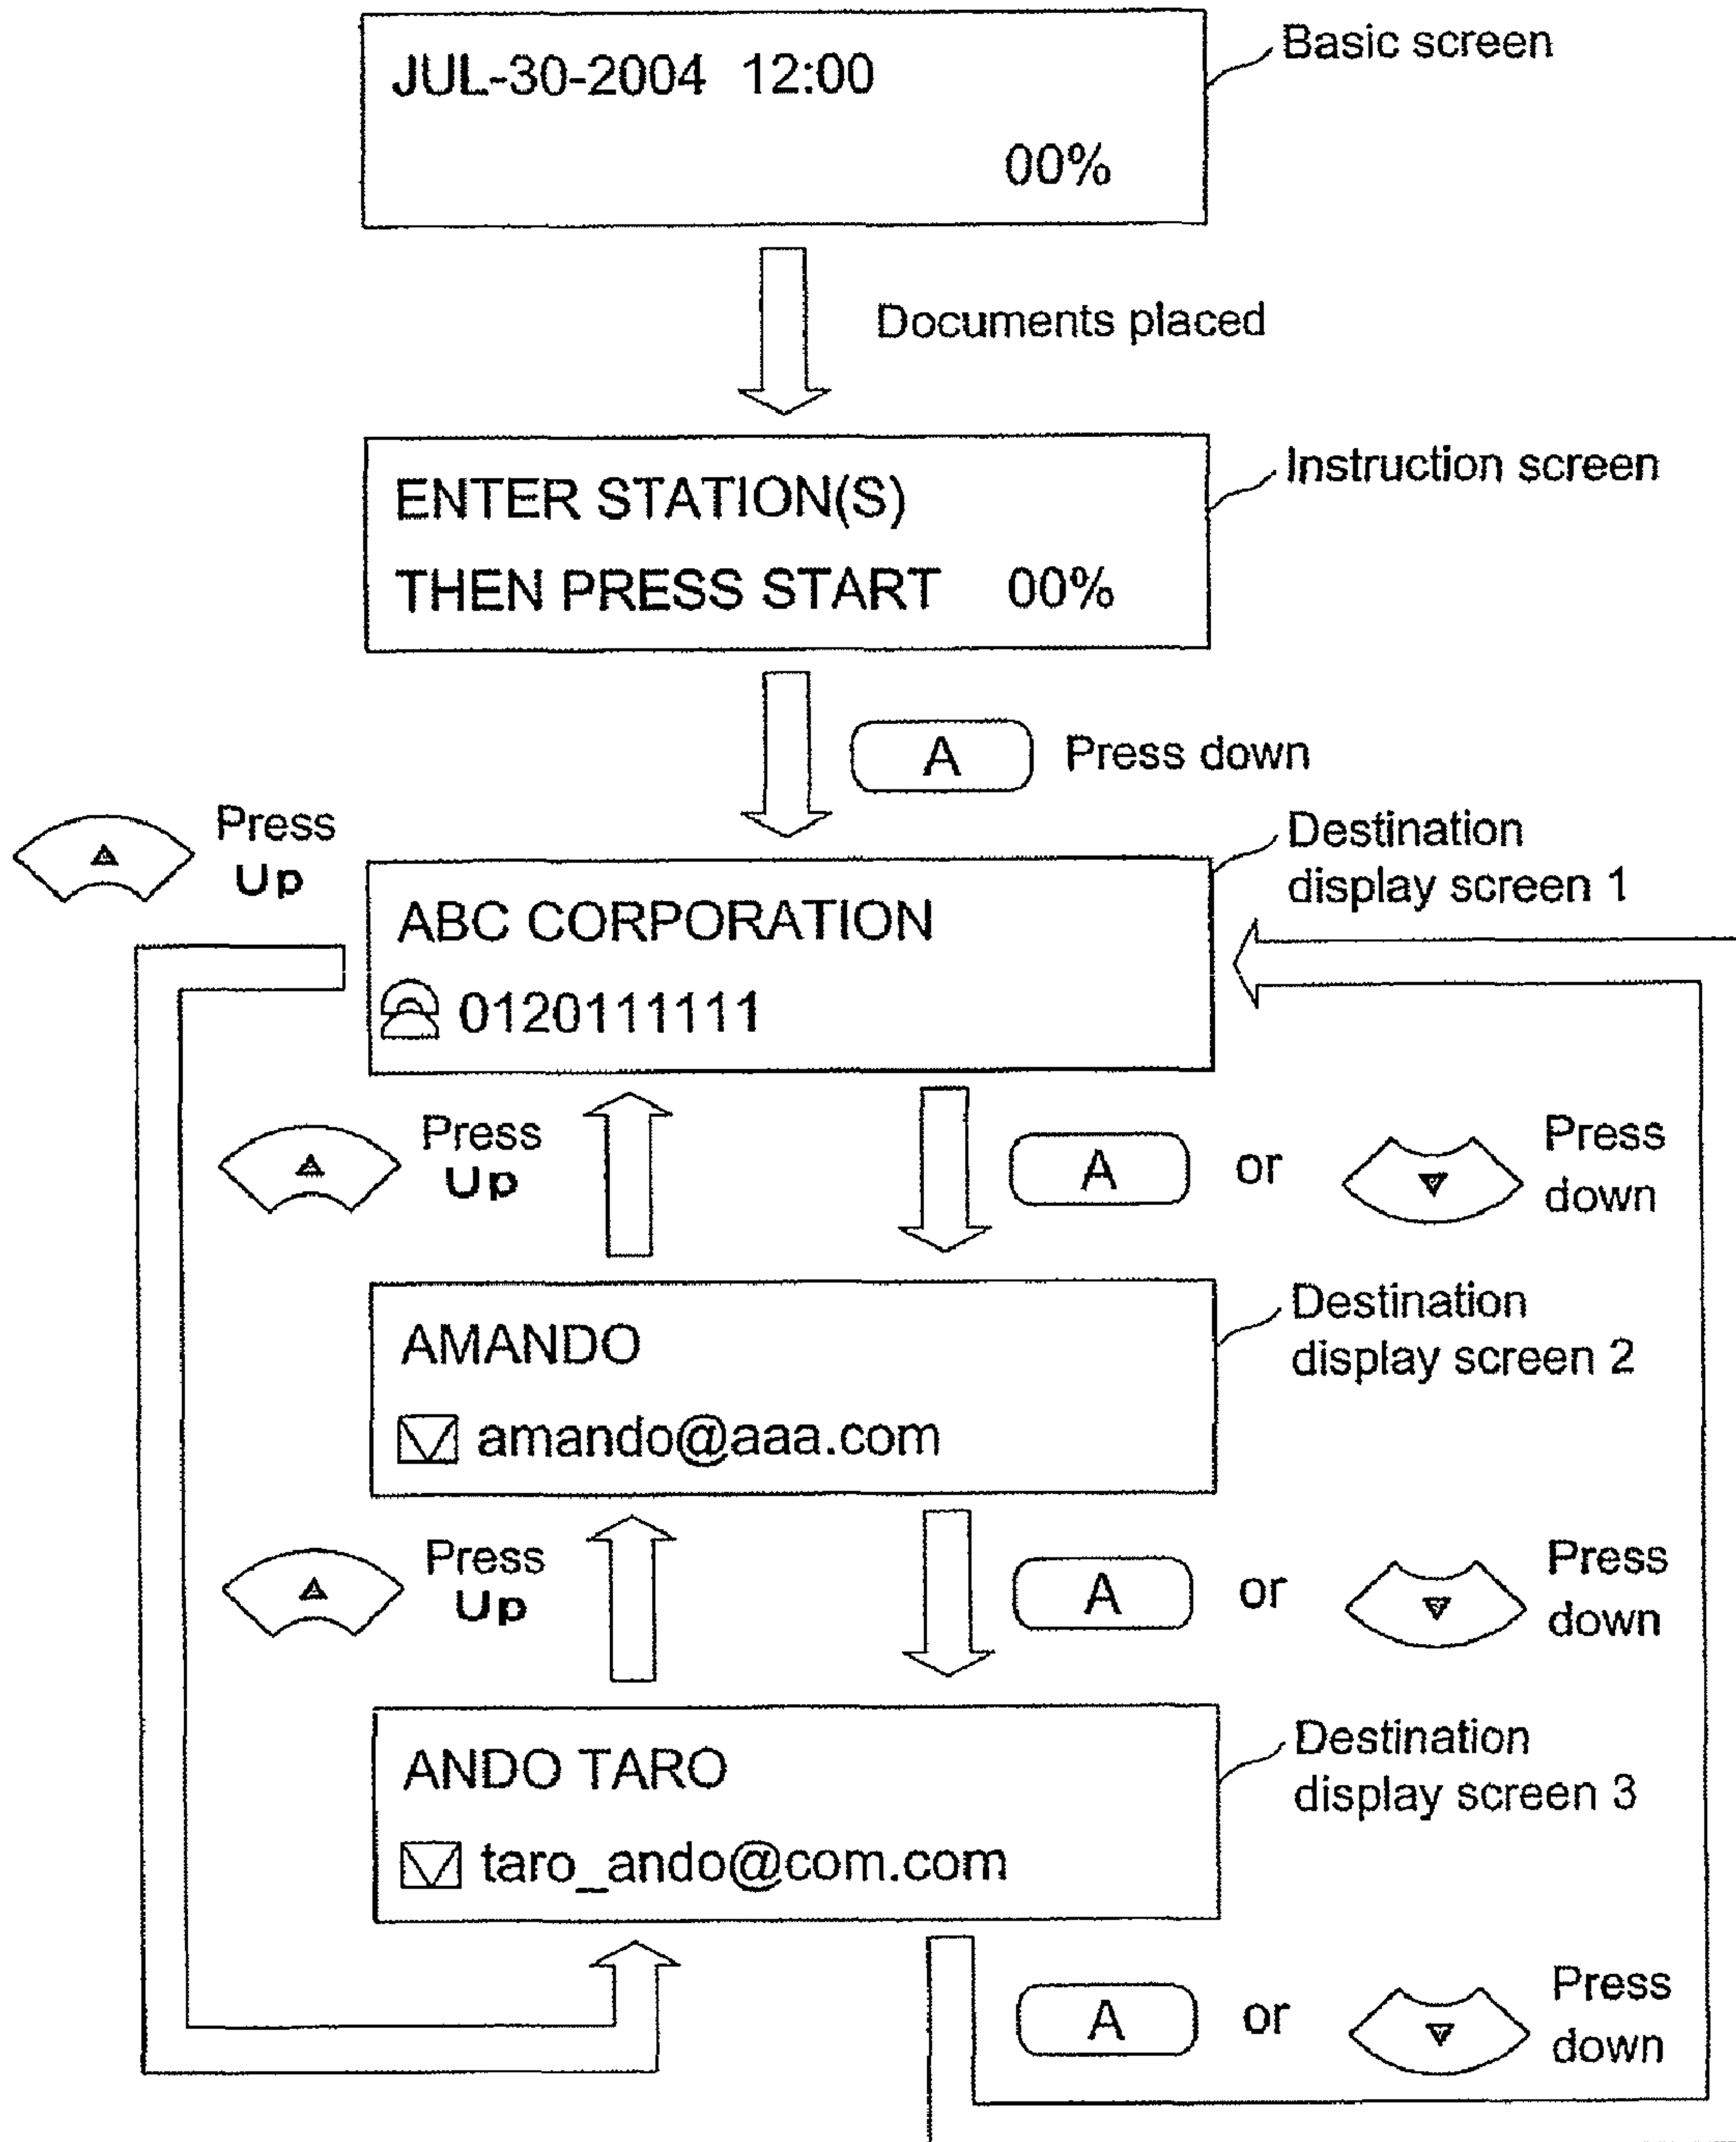 JUL-30-2004 12:00
00%
Basic screen
Documents placed
ENTER STATION(S)
THEN PRESS START 00%
Instruction screen
A Press down
Press
Up
Destination
display screen 1
ABC CORPORATION
0120111111
Press
Up
A or Press
down
Destination
display screen 2
AMANDO
amando@aaa.com
Press
Up
A or Press
down
Destination
display screen 3
ANDO TARO
taro_ando@com.com
A or Press
down